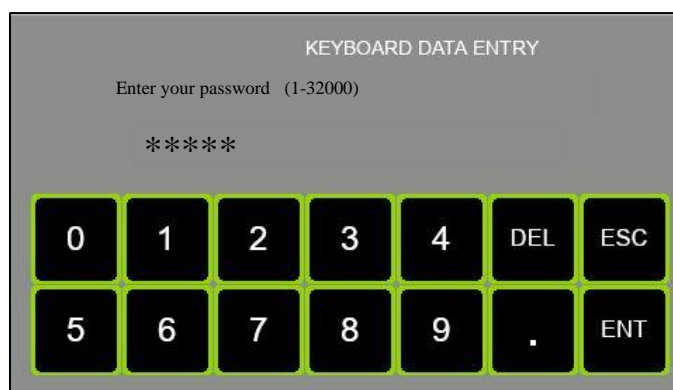 KEYBOARD DATA ENTRY
Enter your password (1-32000)
*****
0 1 2 3 4 DEL ESC
5 6 7 8 9 . ENT